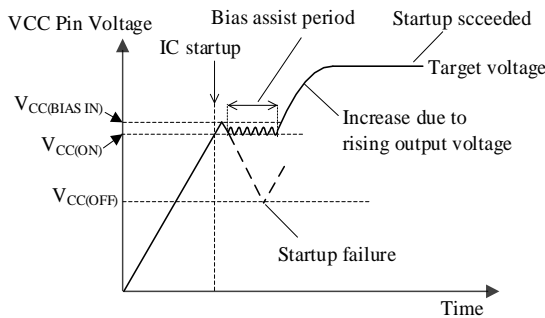 VCC Pin Voltage
Bias assist period
Startup scceeded
IC startup
Target voltage
VCC(BIAS IN)
Increase due to
rising output voltage
VCC(ON)
VCC(OFF)
Startup failure
Time